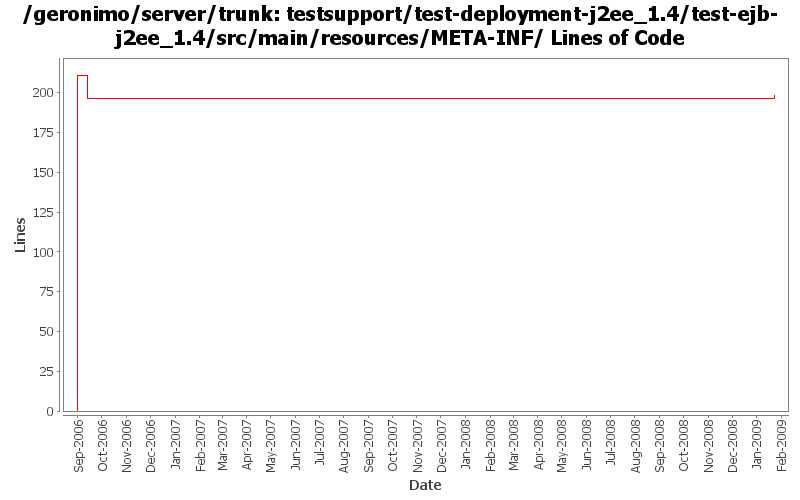 /geronimo/server/trunk: testsupport/test-deployment-j2ee_1.4/test-ejb-
j2ee_1.4/src/main/resources/META-INF/ Lines of Code
200
175
150
125
100
75
50
25
0
Lines
Sep-2006
Oct-2006
Nov-2006
Dec-2006
Jan-2007
Feb-2007
Mar-2007
Apr-2007
May-2007
Jun-2007
Jul-2007
Aug-2007
Sep-2007
Oct-2007
Nov-2007
Dec-2007
Jan-2008
Feb-2008
Mar-2008
Apr-2008
May-2008
Jun-2008
Jul-2008
Aug-2008
Sep-2008
Oct-2008
Nov-2008
Dec-2008
Jan-2009
Feb-2009
Date